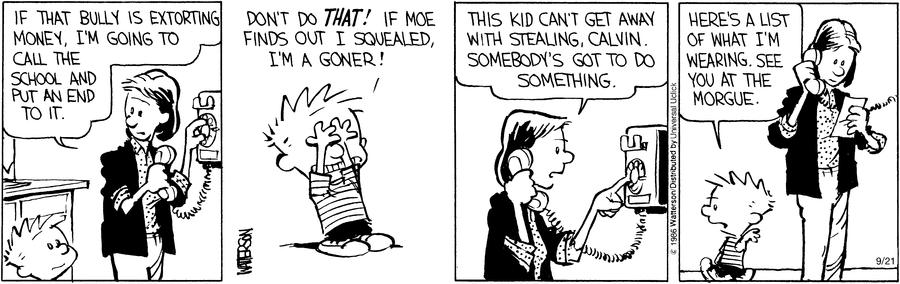 IF THAT BULLY IS EXTORTING
MONEY, I'M GOING TO
CALL THE
SCHOOL AND
PUT AN END
TO IT.
DON'T DO THAT! IF MOE
FINDS OUT I SQUEALED,
I'M A GONER!
WATTERSON
THIS KID CAN'T GET AWAY
WITH STEALING, CALVIN.
SOMEBODY'S GOT TO DO
SOMETHING.
© 1986 Watterson/Distributed by Universal Uclick
HERE'S A LIST
OF WHAT I'M
WEARING. SEE
YOU AT THE
MORGUE.
9/21